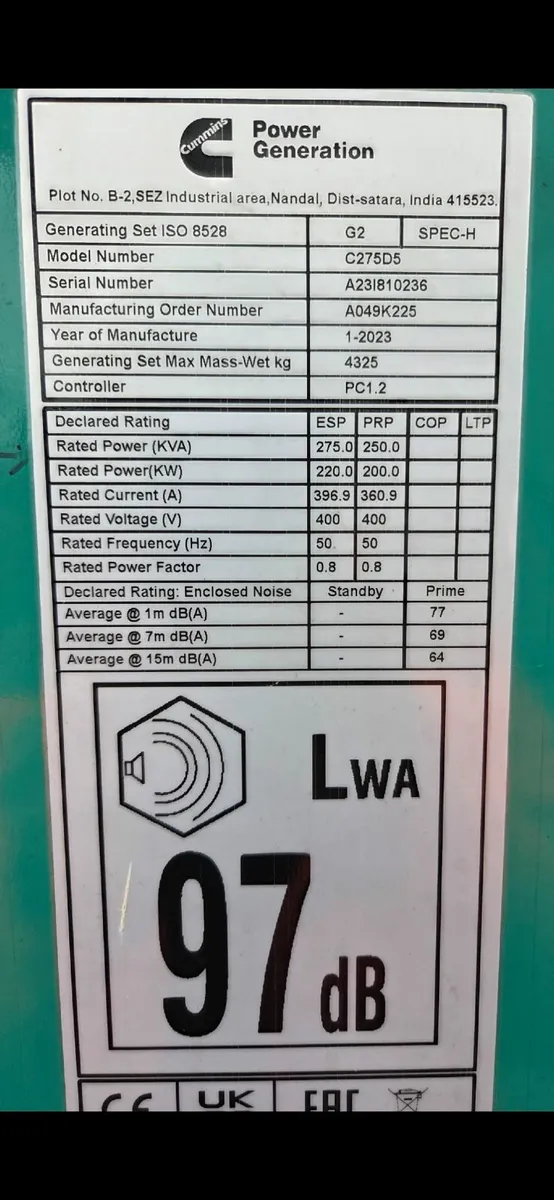 Cummins
Power
Generation
Plot No. B-2,SEZ Industrial area,Nandal, Dist-satara, India 415523.
Generating Set ISO 8528 G2 SPEC-H
Model Number C275D5
Serial Number A23I810236
Manufacturing Order Number A049K225
Year of Manufacture 1-2023
Generating Set Max Mass-Wet kg 4325
Controller PC1.2
Declared Rating ESP PRP COP LTP
Rated Power (KVA) 275.0 250.0
Rated Power(KW) 220.0 200.0
Rated Current (A) 396.9 360.9
Rated Voltage (V) 400 400
Rated Frequency (Hz) 50 50
Rated Power Factor 0.8 0.8
Declared Rating: Enclosed Noise Standby Prime
Average @ 1m dB(A) - 77
Average @ 7m dB(A) - 69
Average @ 15m dB(A) - 64
LWA
97 dB
CE UK EAC